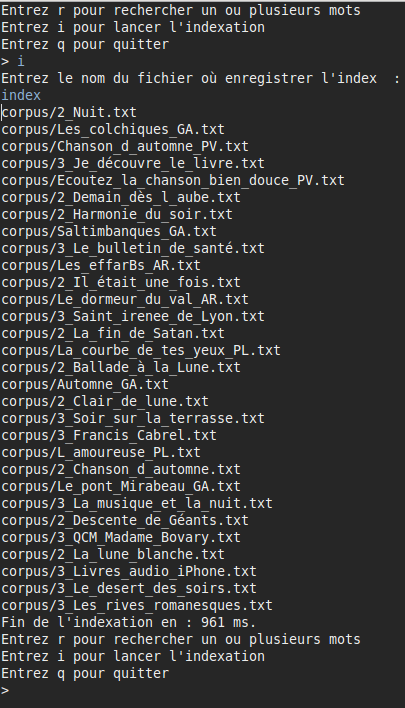 Entrez r pour rechercher un ou plusieurs mots
Entrez i pour lancer l'indexation
Entrez q pour quitter
> i
Entrez le nom du fichier où enregistrer l'index  :
index
corpus/2_Nuit.txt
corpus/Les_colchiques_GA.txt
corpus/Chanson_d_automne_PV.txt
corpus/3_Je_découvre_le_livre.txt
corpus/Ecoutez_la_chanson_bien_douce_PV.txt
corpus/2_Demain_dès_l_aube.txt
corpus/2_Harmonie_du_soir.txt
corpus/Saltimbanques_GA.txt
corpus/3_Le_bulletin_de_santé.txt
corpus/Les_effarBs_AR.txt
corpus/2_Il_était_une_fois.txt
corpus/Le_dormeur_du_val_AR.txt
corpus/3_Saint_irenee_de_Lyon.txt
corpus/2_La_fin_de_Satan.txt
corpus/La_courbe_de_tes_yeux_PL.txt
corpus/2_Ballade_à_la_Lune.txt
corpus/Automne_GA.txt
corpus/2_Clair_de_lune.txt
corpus/3_Soir_sur_la_terrasse.txt
corpus/3_Francis_Cabrel.txt
corpus/L_amoureuse_PL.txt
corpus/2_Chanson_d_automne.txt
corpus/Le_pont_Mirabeau_GA.txt
corpus/3_La_musique_et_la_nuit.txt
corpus/2_Descente_de_Géants.txt
corpus/3_QCM_Madame_Bovary.txt
corpus/2_La_lune_blanche.txt
corpus/3_Livres_audio_iPhone.txt
corpus/3_Le_desert_des_soirs.txt
corpus/3_Les_rives_romanesques.txt
Fin de l'indexation en : 961 ms.
Entrez r pour rechercher un ou plusieurs mots
Entrez i pour lancer l'indexation
Entrez q pour quitter
>